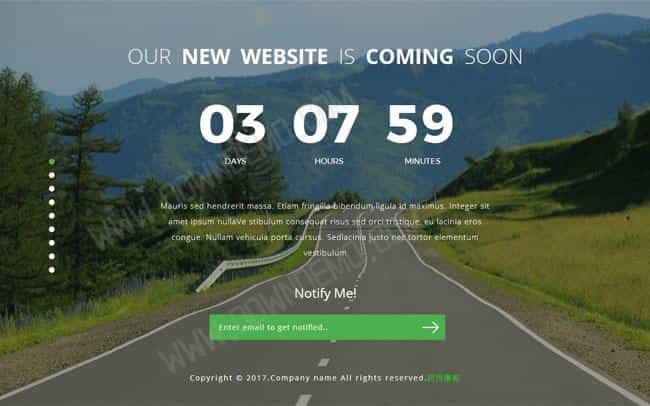 OUR NEW WEBSITE IS COMING SOON
03 07 59
DAYS HOURS MINUTES
Mauris sed hendrerit massa. Etiam fringilla bibendum ligula id maximus. Integer sit
amet ipsum nullaVe stibulum consequat risus sed orci tristique, eu lacinia eros
congue. Nullam vehicula porta cursus. Sedlacinia justo nec tortor elementum
vestibulum
Notify Me!
Enter email to get notified..
Copyright © 2017.Company name All rights reserved.